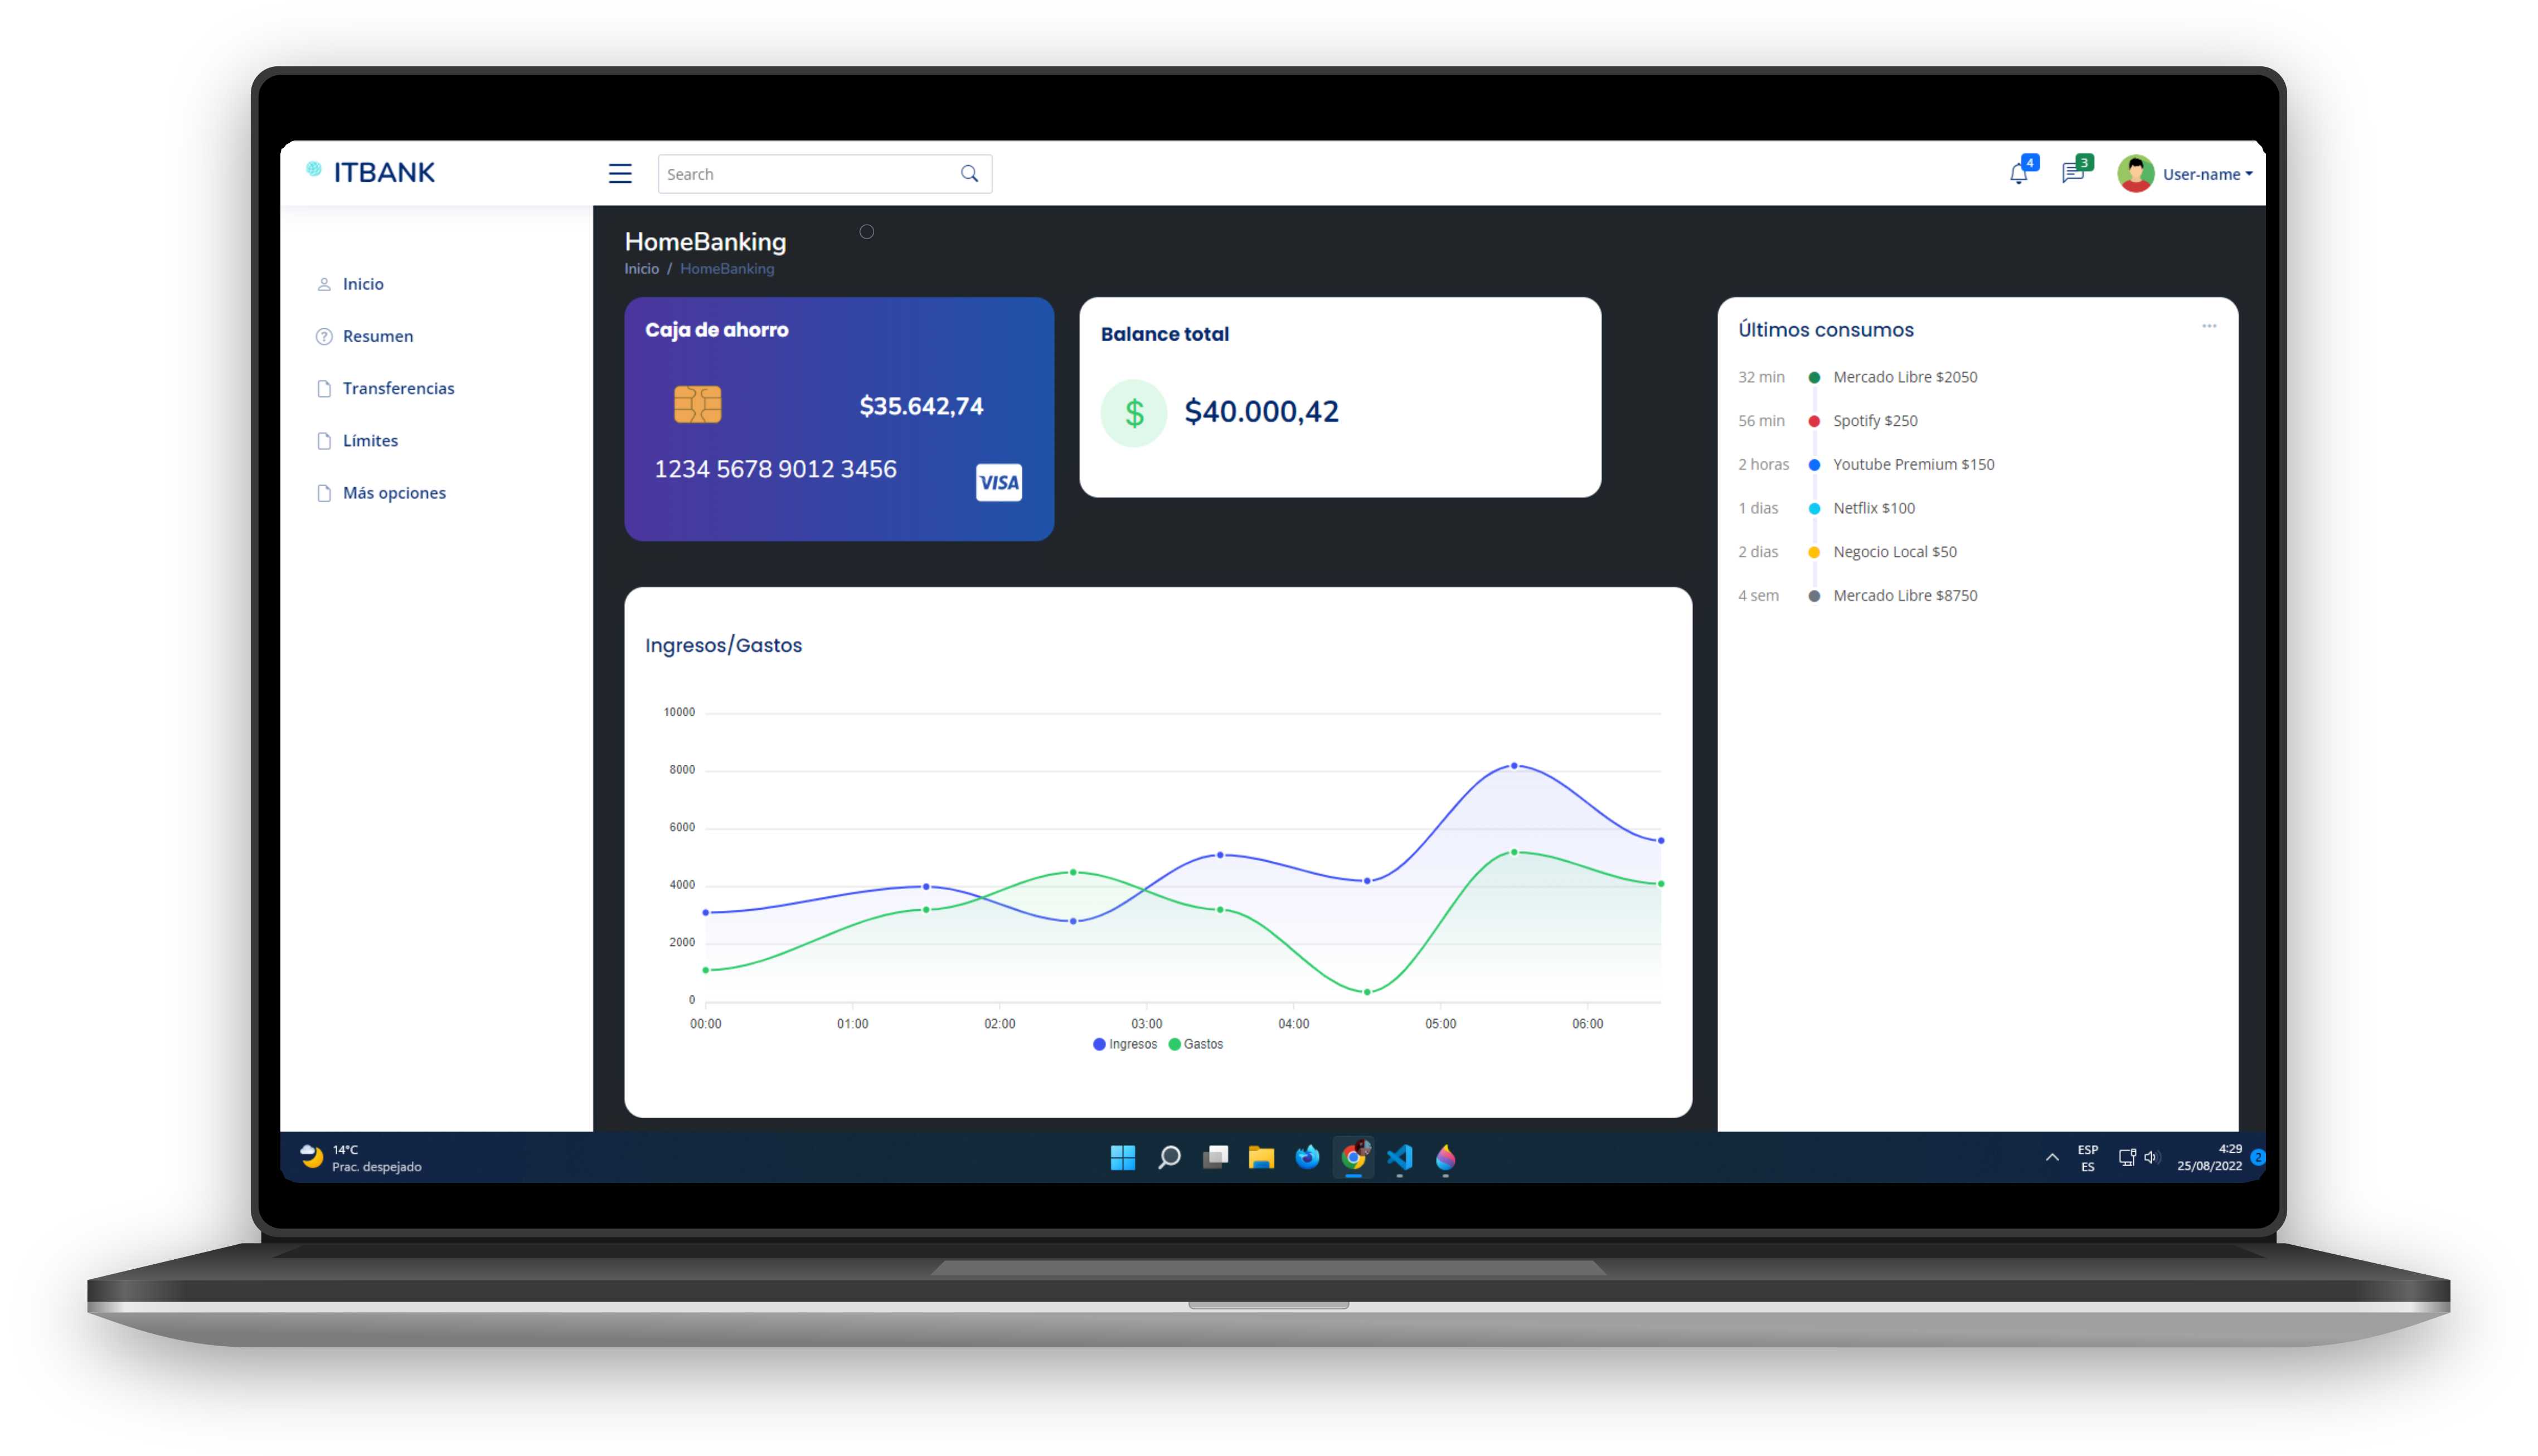 ITBANK
Search
4
3
User-name
Inicio
Resumen
Transferencias
Límites
Más opciones
HomeBanking
Inicio / HomeBanking
Caja de ahorro
$35.642,74
1234 5678 9012 3456
VISA
Balance total
$
$40.000,42
Últimos consumos
32 min Mercado Libre $2050
56 min Spotify $250
2 horas Youtube Premium $150
1 dias Netflix $100
2 dias Negocio Local $50
4 sem Mercado Libre $8750
Ingresos/Gastos
10000
8000
6000
4000
2000
0
00:00 01:00 02:00 03:00 04:00 05:00 06:00
Ingresos Gastos
14°C
Prac. despejado
ESP
ES
4:29
25/08/2022
2